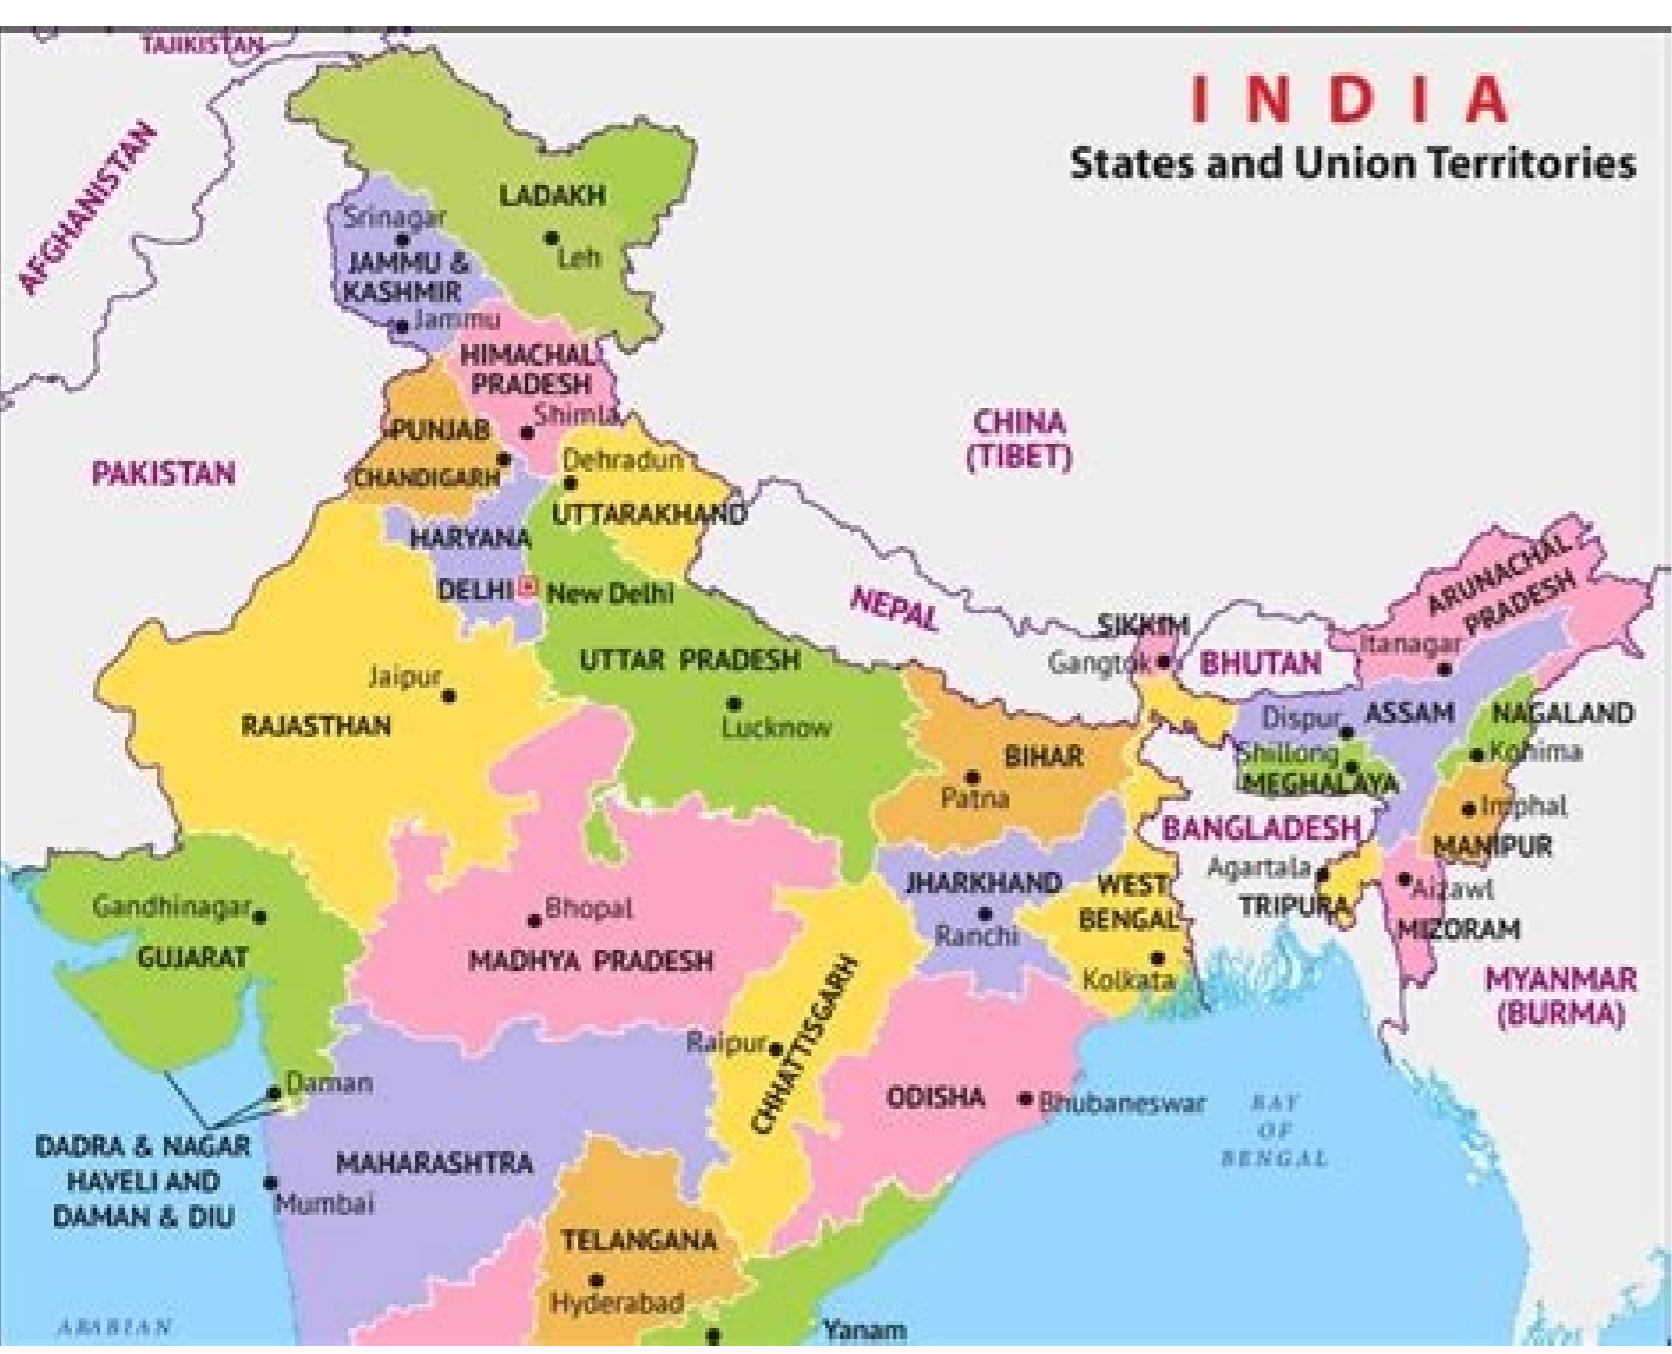 TAJIKISTAN
INDIA
States and Union Territories
AFGHANISTAN
LADAKH
Srinagar
Leh
JAMMU &
KASHMIR
Jammu
HIMACHAL
PRADESH
Shimla
PUNJAB
CHINA
(TIBET)
PAKISTAN
CHANDIGARH
Dehradun
UTTARAKHAND
HARYANA
DELHI
New Delhi
NEPAL
ARUNACHAL
PRADESH
SIKKIM
Gangtok
BHUTAN
Itanagar
UTTAR PRADESH
Jaipur
RAJASTHAN
Lucknow
Dispur
ASSAM
NAGALAND
BIHAR
Shillong
Kohima
MEGHALAYA
Patna
Imphal
BANGLADESH
MANIPUR
Agartala
Aizawl
JHARKHAND
WEST
BENGAL
TRIPURA
MIZORAM
Gandhinagar
Bhopal
Ranchi
GUJARAT
MADHYA PRADESH
Kolkata
MYANMAR
(BURMA)
CHHATTISGARH
Raipur
Daman
ODISHA
Bhubaneswar
BAY
OF
BENGAL
DADRA & NAGAR
HAVELI AND
DAMAN & DIU
MAHARASHTRA
Mumbai
TELANGANA
Hyderabad
ARABIAN
Yanam